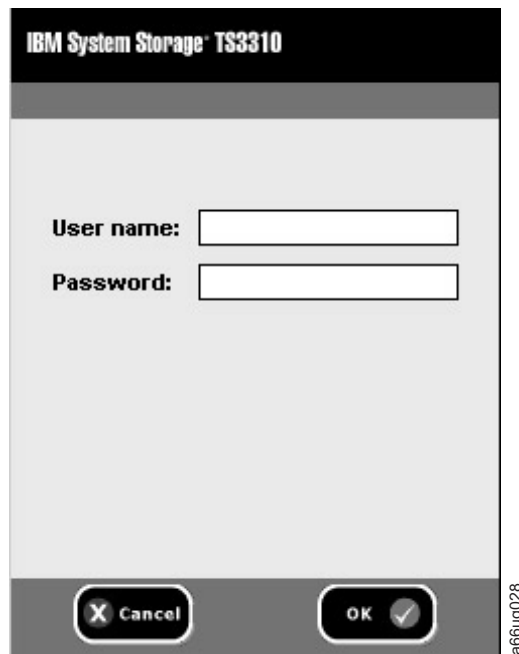 IBM System Storage® TS3310
User name:
Password:
X Cancel
OK
a66ug028